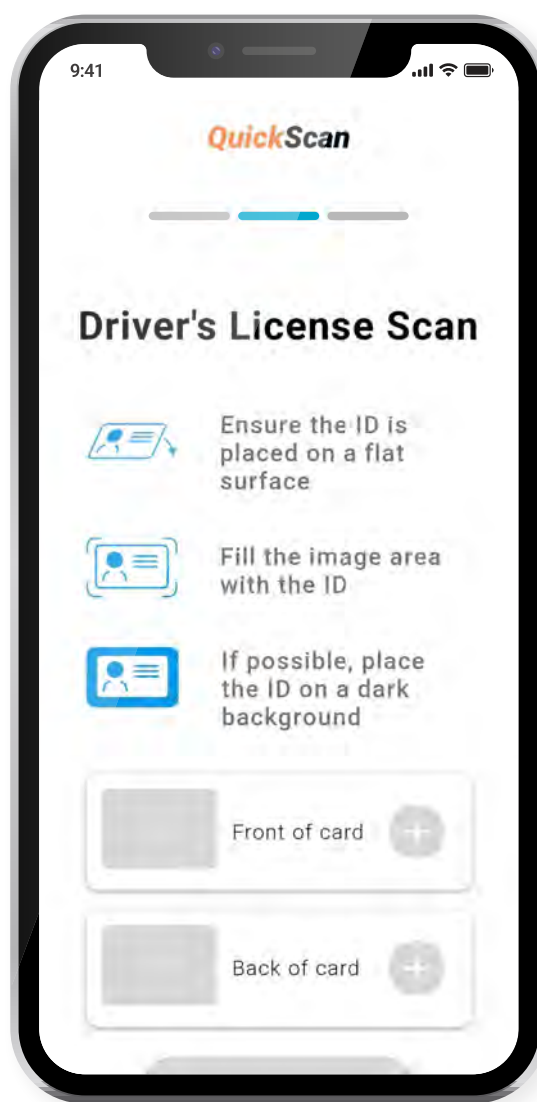 9:41
QuickScan
Driver's License Scan
Ensure the ID is
placed on a flat
surface
Fill the image area
with the ID
If possible, place
the ID on a dark
background
Front of card
Back of card